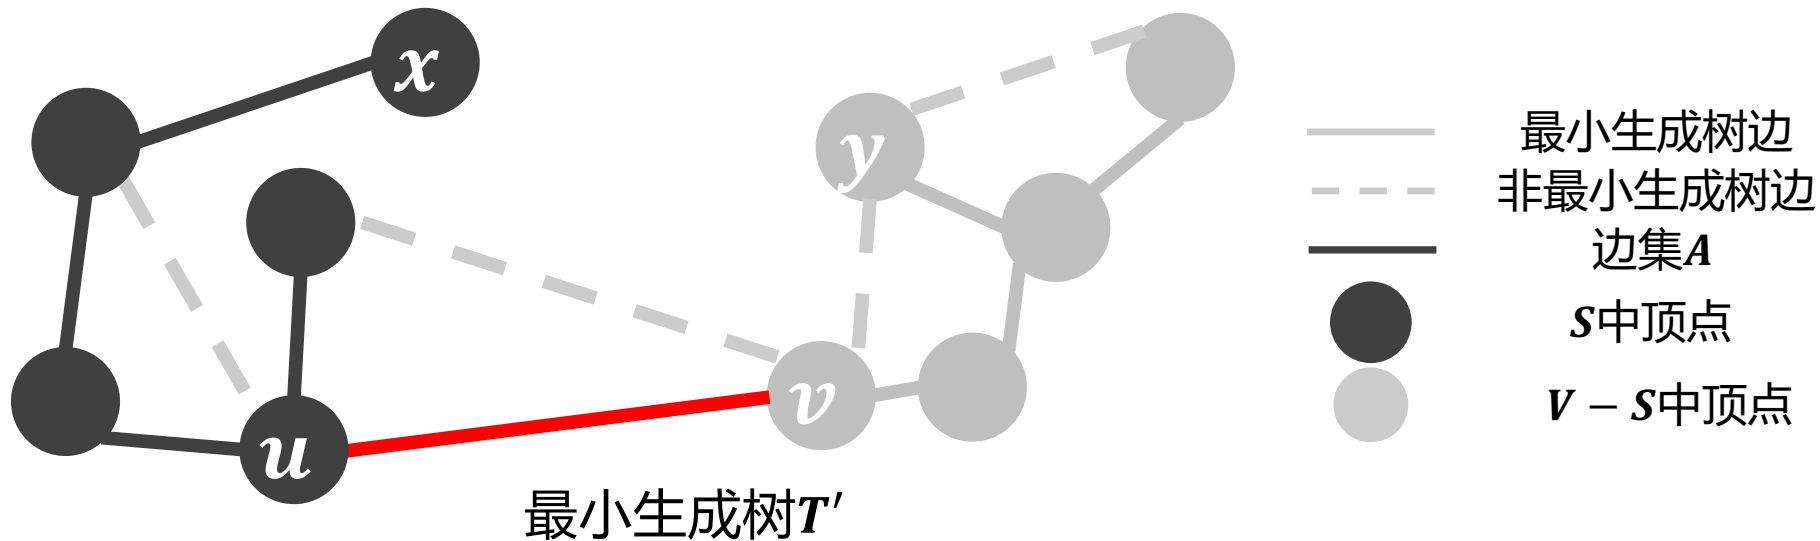 x
y
v
u
最小生成树T′
最小生成树边
非最小生成树边
边集A
S中顶点
V − S中顶点